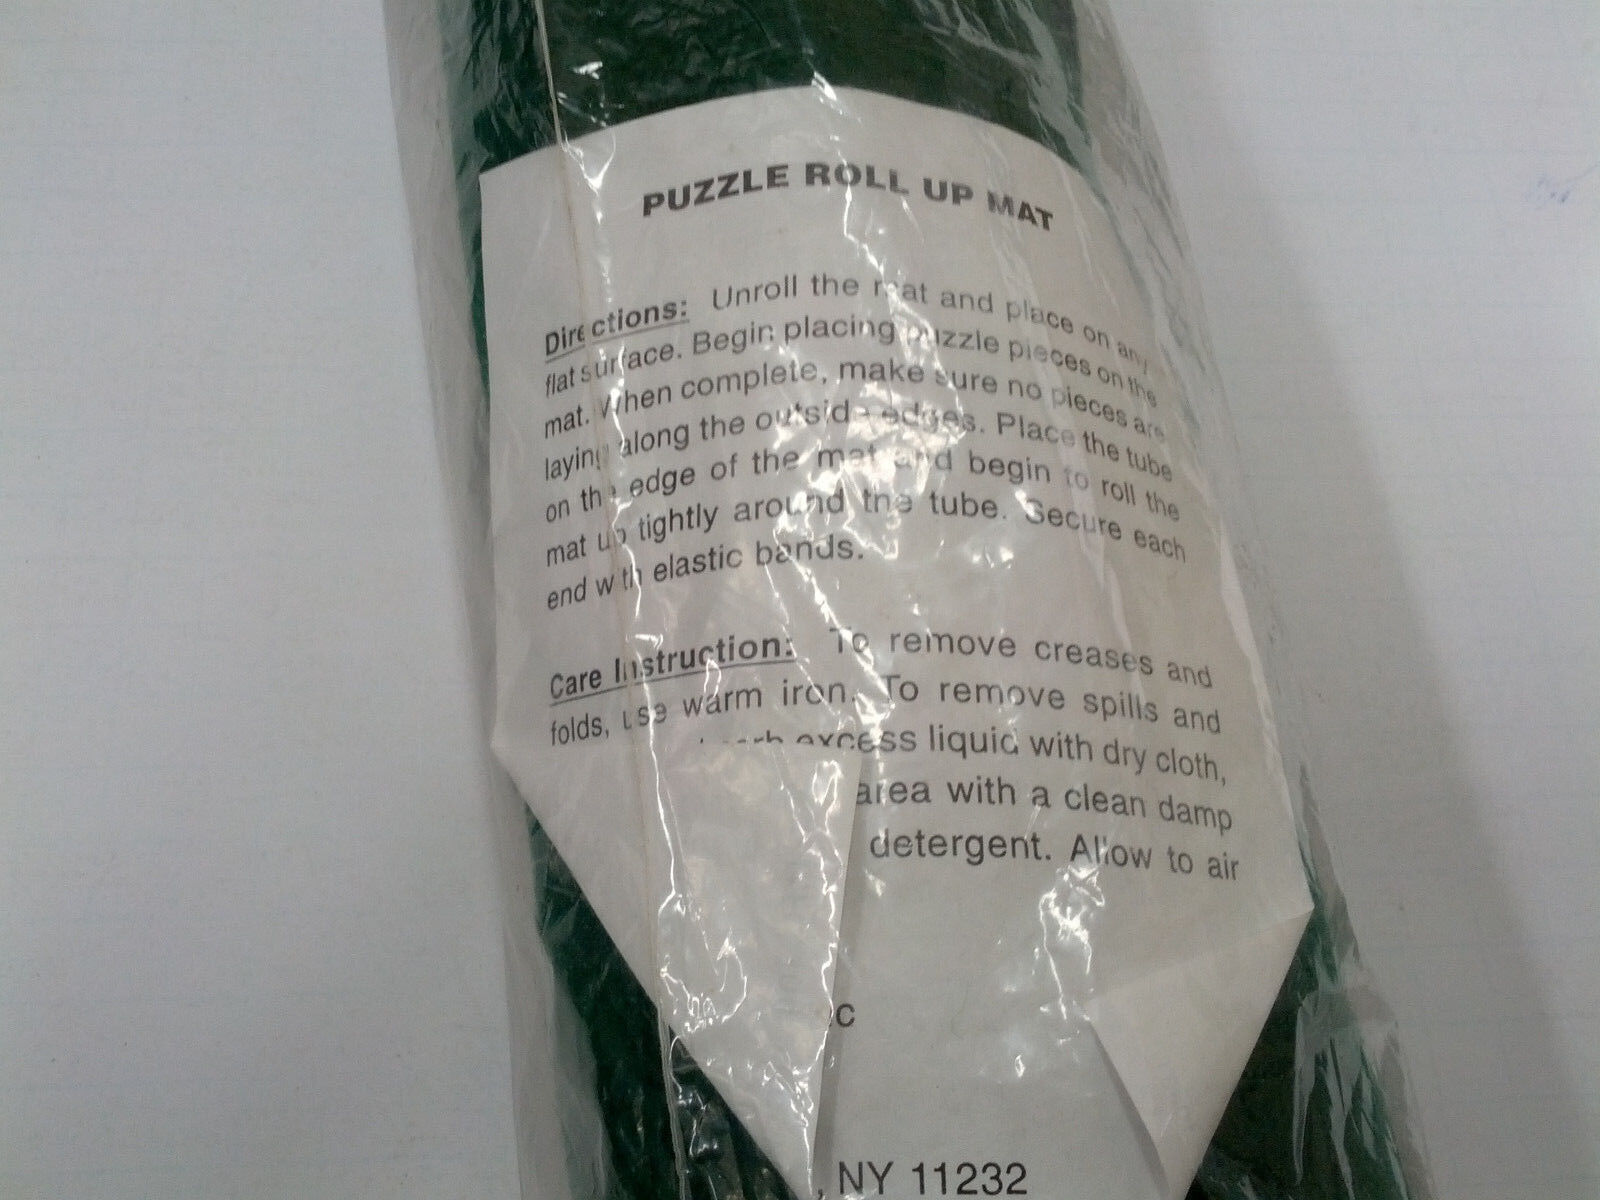 PUZZLE ROLL UP MAT
Directions: Unroll the mat and place on any
flat surface. Begin placing puzzle pieces on the
mat. When complete, make sure no pieces are
laying along the outside edges. Place the tube
on the edge of the mat and begin to roll the
mat up tightly around the tube. Secure each
end with elastic bands.
Care Instruction: To remove creases and
folds, use warm iron. To remove spills and
excess liquid with dry cloth,
area with a clean damp
detergent. Allow to air
, NY 11232